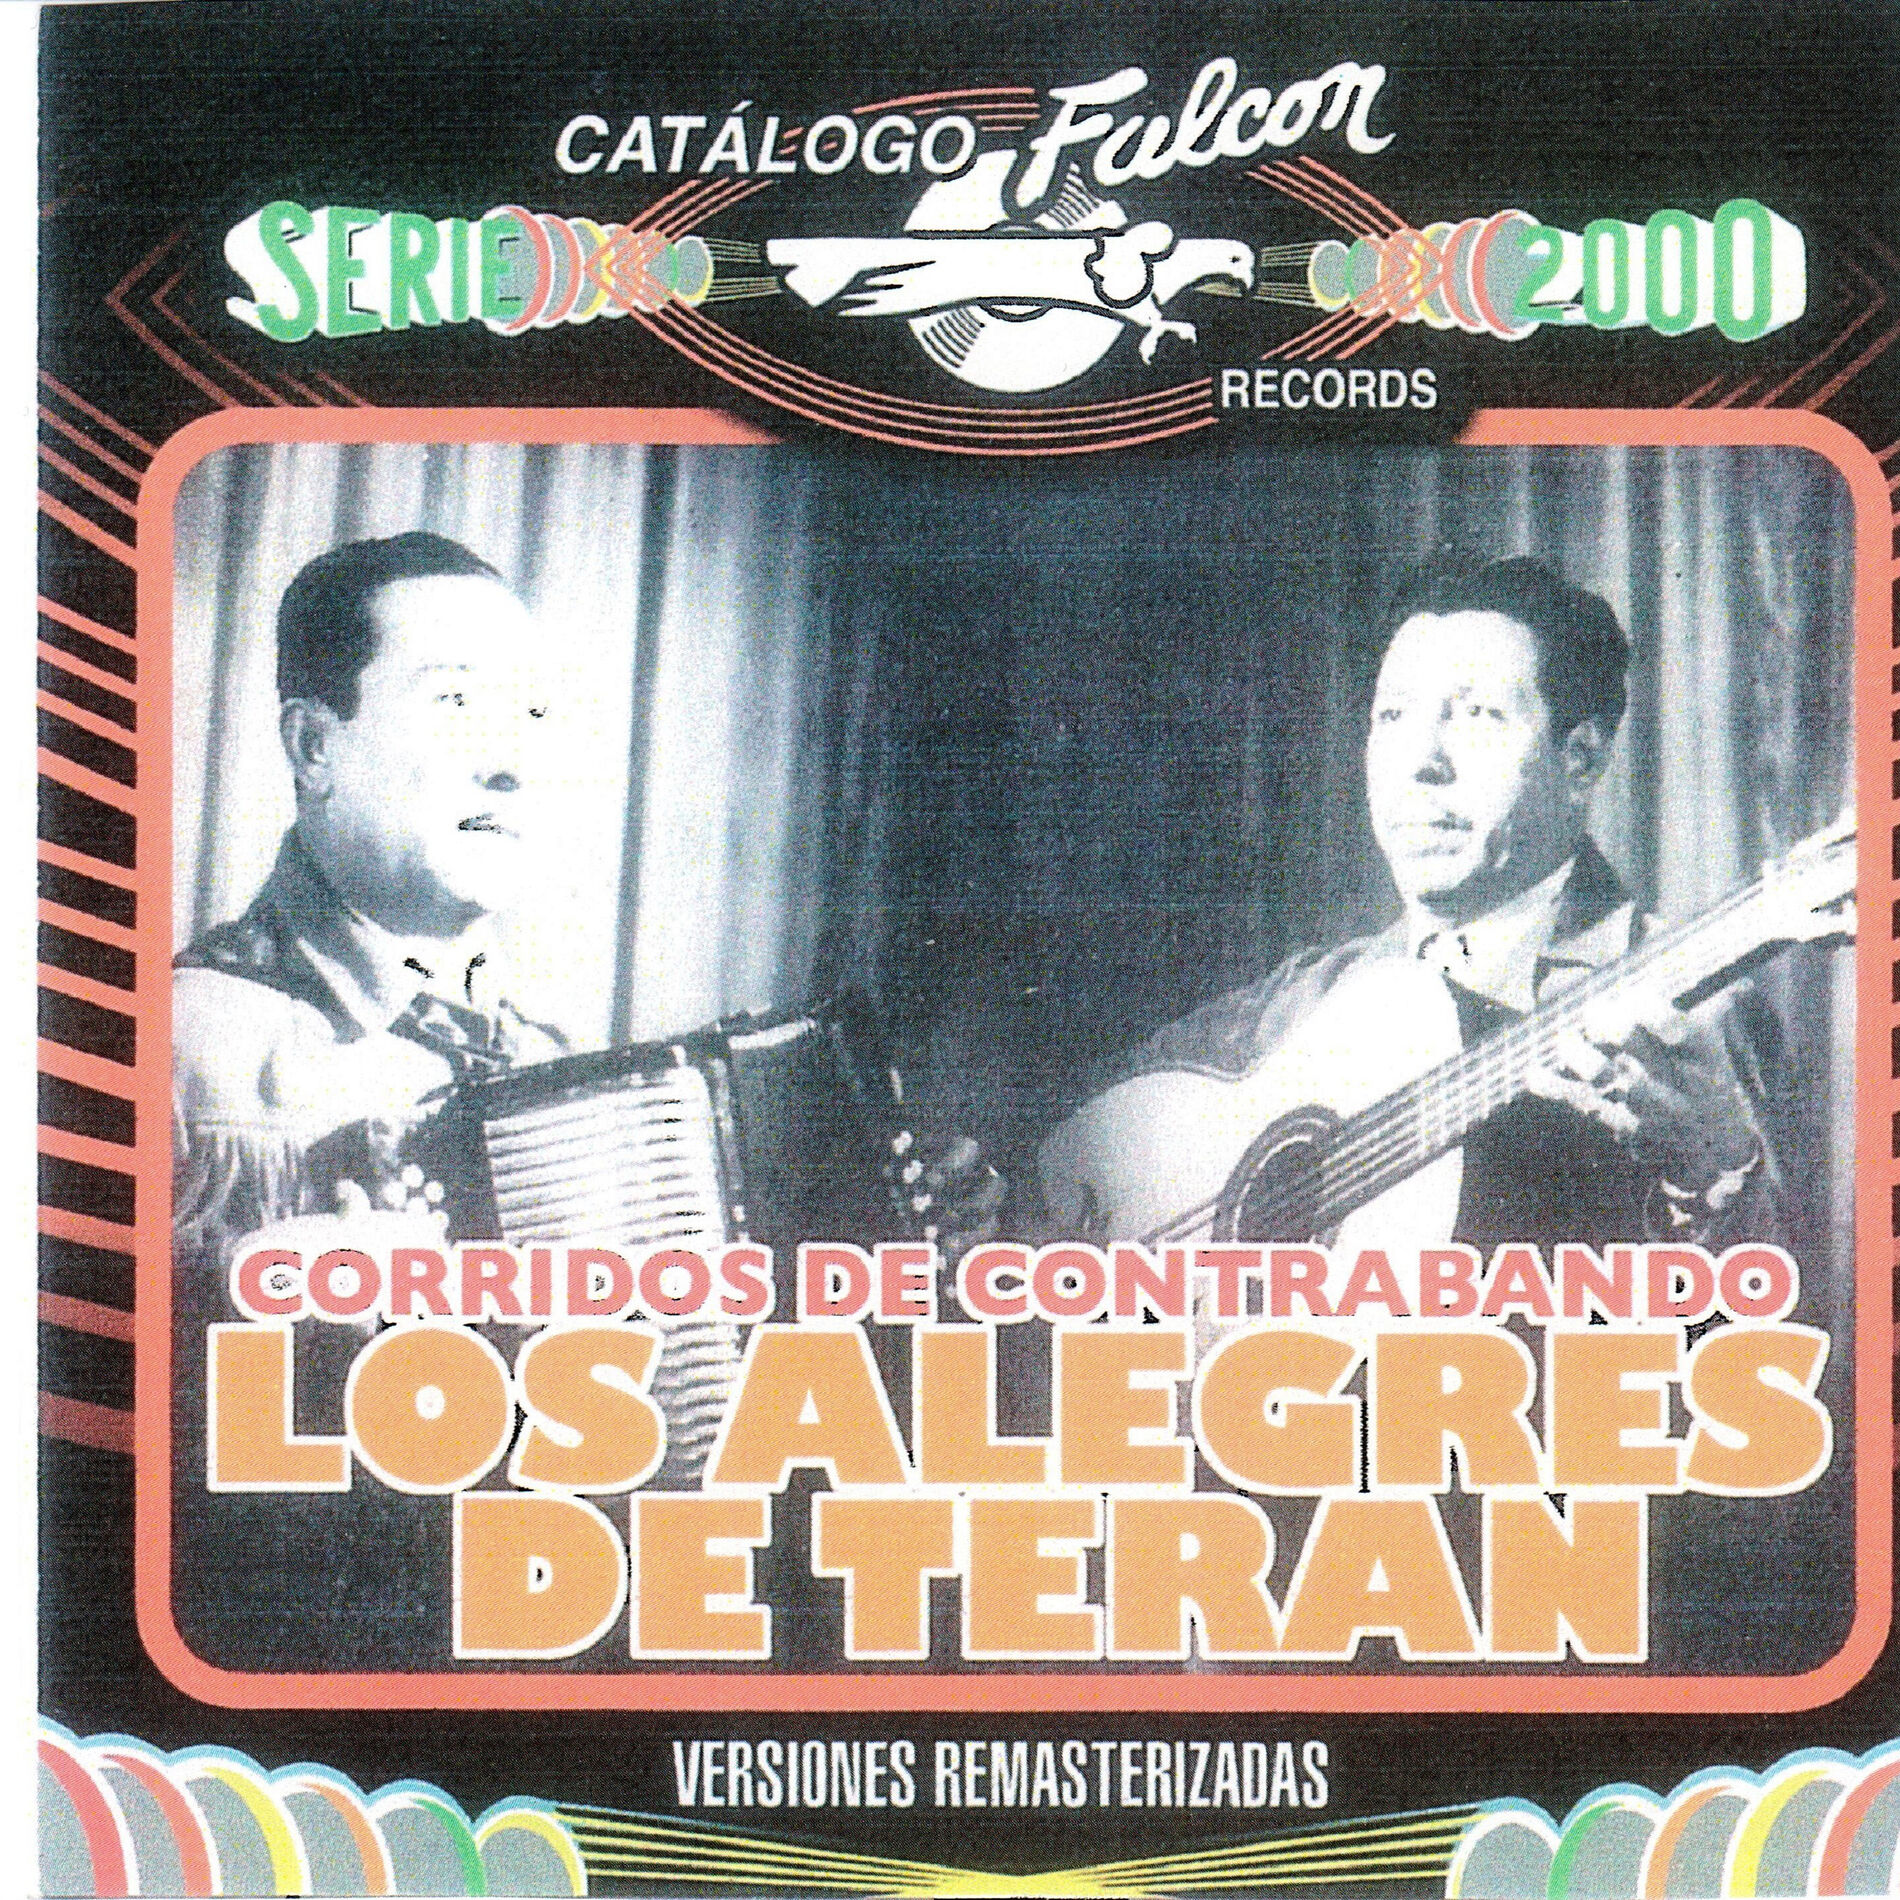 CATÁLOGO Falcon
SERIE 2000
RECORDS
CORRIDOS DE CONTRABANDO
LOS ALEGRES
DE TERAN
VERSIONES REMASTERIZADAS